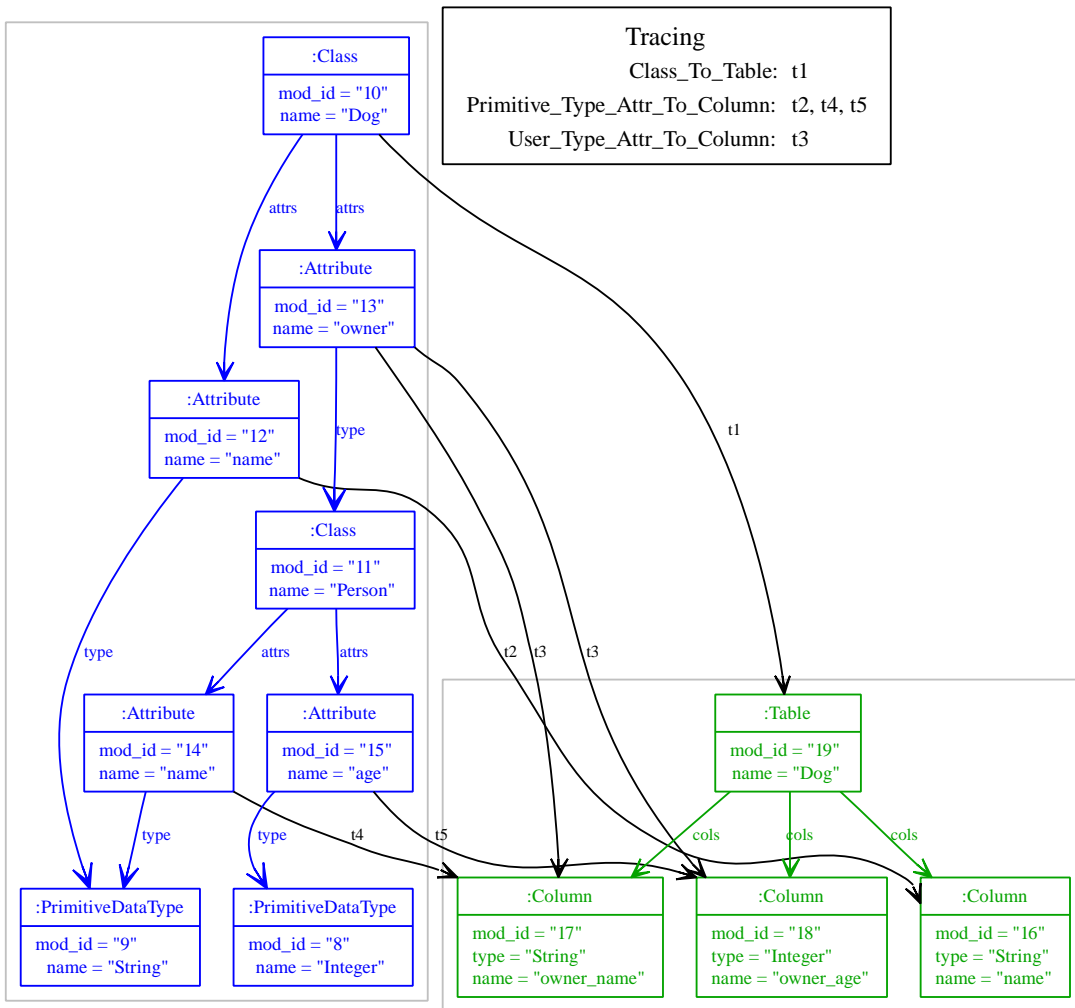 Tracing
Class_To_Table: t1
Primitive_Type_Attr_To_Column: t2, t4, t5
User_Type_Attr_To_Column: t3
:Class
mod_id = "10"
name = "Dog"
attrs
attrs
:Attribute
mod_id = "13"
name = "owner"
:Attribute
mod_id = "12"
name = "name"
type
t1
:Class
mod_id = "11"
name = "Person"
type
attrs
attrs
t2
t3
t3
:Attribute
mod_id = "14"
name = "name"
:Attribute
mod_id = "15"
name = "age"
:Table
mod_id = "19"
name = "Dog"
type
type
t4
t5
cols
cols
cols
:PrimitiveDataType
mod_id = "9"
name = "String"
:PrimitiveDataType
mod_id = "8"
name = "Integer"
:Column
mod_id = "17"
type = "String"
name = "owner_name"
:Column
mod_id = "18"
type = "Integer"
name = "owner_age"
:Column
mod_id = "16"
type = "String"
name = "name"